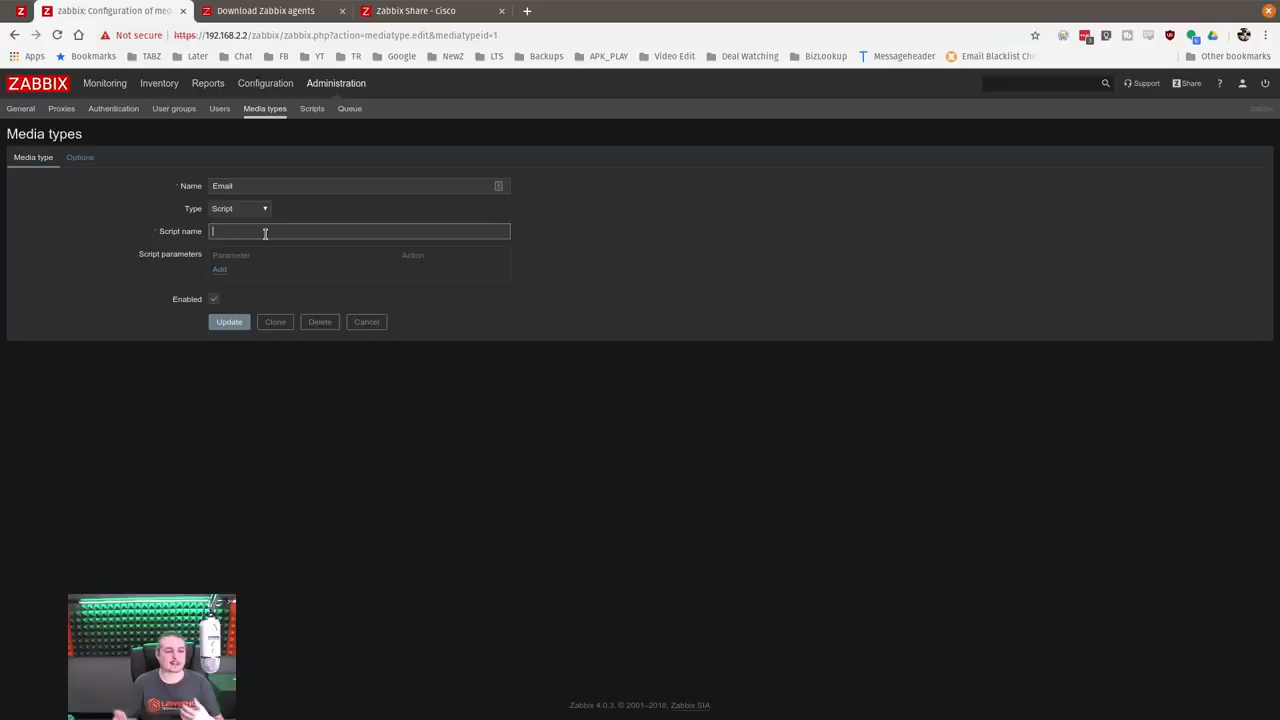 zabbix: Configuration of med
Download Zabbix agents
Zabbix Share - Cisco
Not secure
https://192.168.2.2/zabbix/zabbix.php?action=mediatype.edit&mediatypeid=1
Apps Bookmarks TABZ Later Chat FB YT TR Google NewZ LTS Backups APK_PLAY Video Edit Deal Watching BizLookup Messageheader Email Blacklist Che Other bookmarks
ZABBIX Monitoring Inventory Reports Configuration Administration Support Share ?
General Proxies Authentication User groups Users Media types Scripts Queue zabbix
Media types
Media type Options
* Name Email
Type Script
* Script name
Script parameters Parameter Action
Add
Enabled
Update Clone Delete Cancel
Zabbix 4.0.3. © 2001–2018, Zabbix SIA